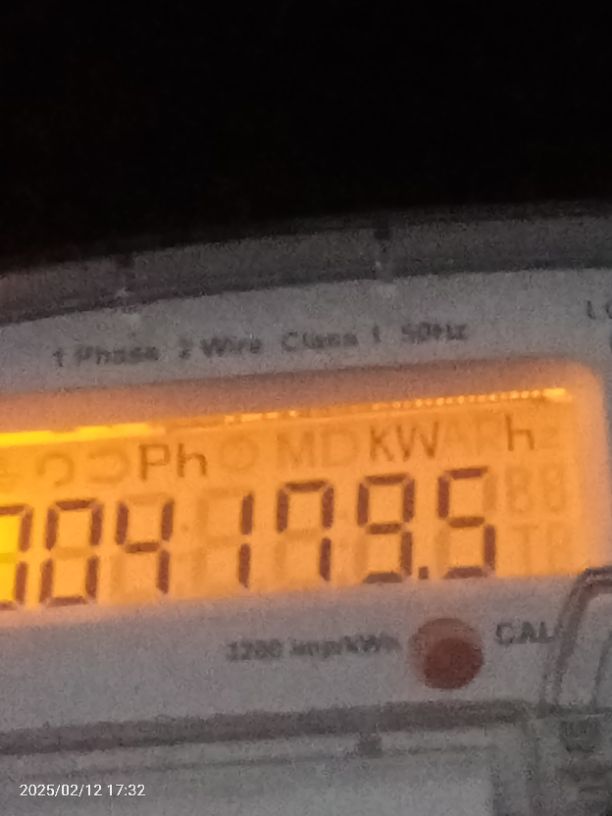 1 Phase 2 Wire Class 1 50Hz
Ph MD KW h
004179.5
1200 imp/kWh CAL
2025/02/12 17:32